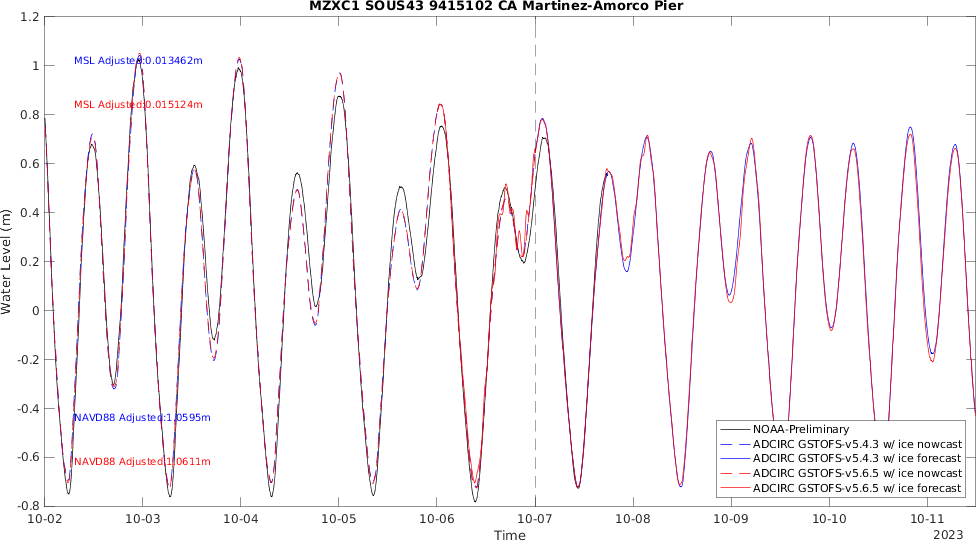 MZXC1 SOUS43 9415102 CA Martinez-Amorco Pier
1.2
1
0.8
0.6
0.4
0.2
0
-0.2
-0.4
-0.6
-0.8
Water Level (m)
MSL Adjusted:0.013462m
MSL Adjusted:0.015124m
NAVD88 Adjusted:1.0595m
NAVD88 Adjusted:1.0611m
NOAA-Preliminary
ADCIRC GSTOFS-v5.4.3 w/ ice nowcast
ADCIRC GSTOFS-v5.4.3 w/ ice forecast
ADCIRC GSTOFS-v5.6.5 w/ ice nowcast
ADCIRC GSTOFS-v5.6.5 w/ ice forecast
10-02 10-03 10-04 10-05 10-06 10-07 10-08 10-09 10-10 10-11
Time
2023